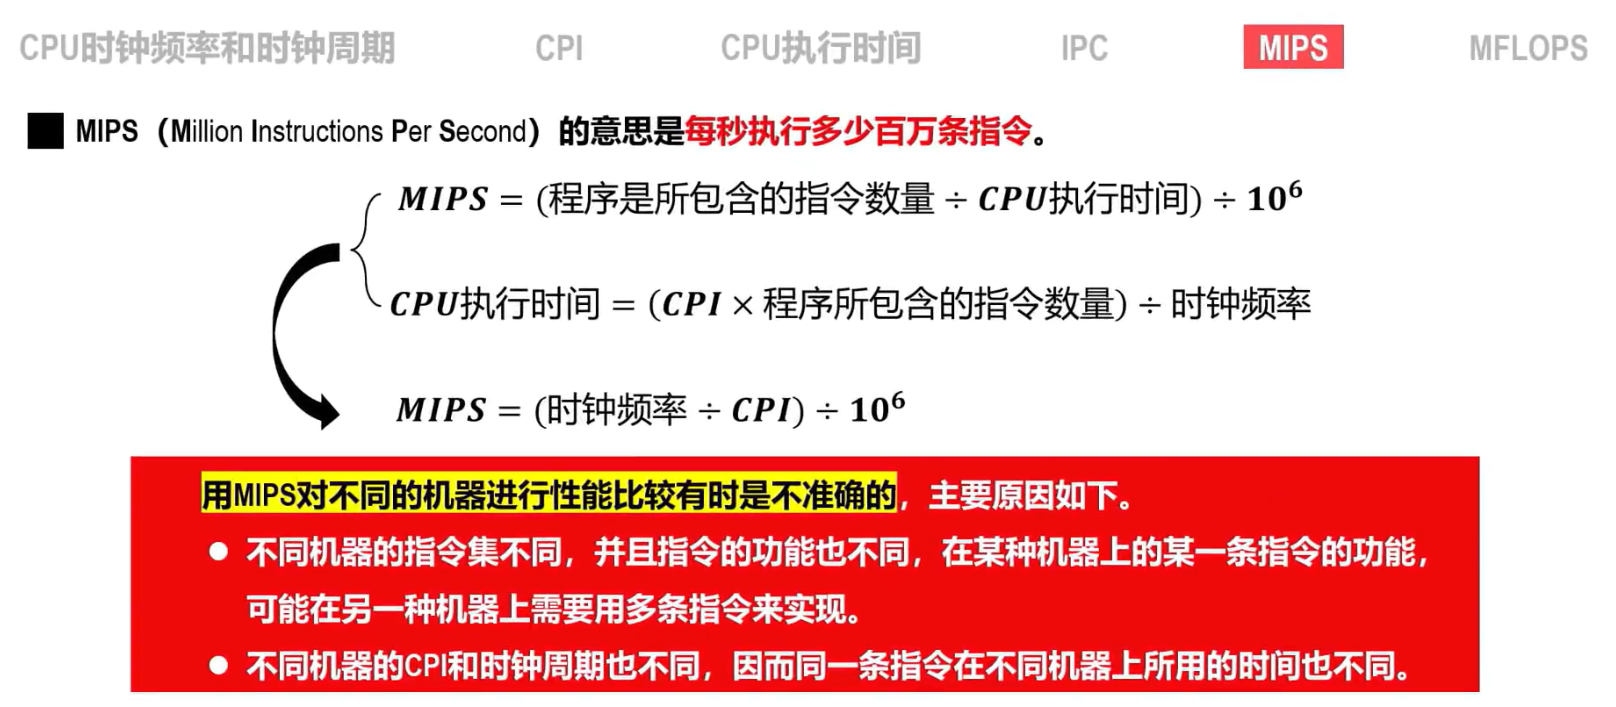 CPU时钟频率和时钟周期 CPI CPU执行时间 IPC MIPS MFLOPS
MIPS（Million Instructions Per Second）的意思是每秒执行多少百万条指令。
MIPS = (程序是所包含的指令数量 ÷ CPU执行时间) ÷ 10⁶
CPU执行时间 = (CPI × 程序所包含的指令数量) ÷ 时钟频率
MIPS = (时钟频率 ÷ CPI) ÷ 10⁶
用MIPS对不同的机器进行性能比较有时是不准确的，主要原因如下。
● 不同机器的指令集不同，并且指令的功能也不同，在某种机器上的某一条指令的功能，
可能在另一种机器上需要用多条指令来实现。
● 不同机器的CPI和时钟周期也不同，因而同一条指令在不同机器上所用的时间也不同。